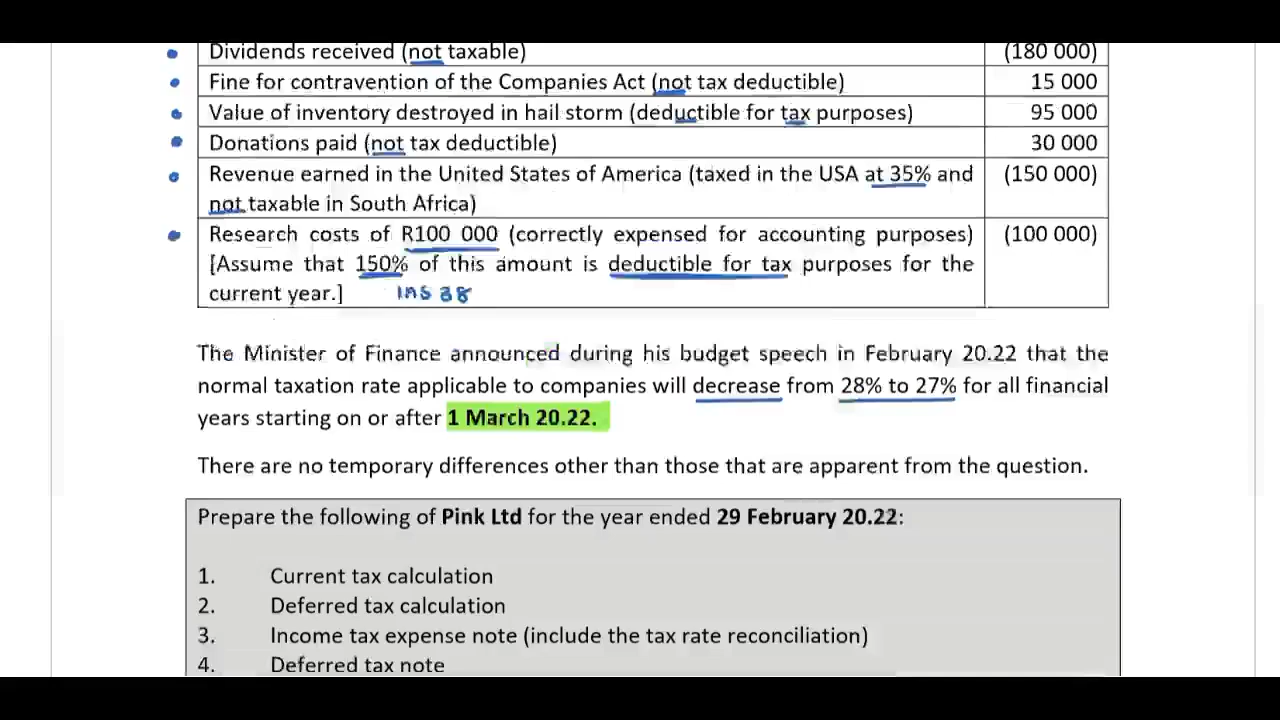 Dividends received (not taxable) (180 000)
Fine for contravention of the Companies Act (not tax deductible) 15 000
Value of inventory destroyed in hail storm (deductible for tax purposes) 95 000
Donations paid (not tax deductible) 30 000
Revenue earned in the United States of America (taxed in the USA at 35% and (150 000)
not taxable in South Africa)
Research costs of R100 000 (correctly expensed for accounting purposes) (100 000)
[Assume that 150% of this amount is deductible for tax purposes for the
current year.] INS 38
The Minister of Finance announced during his budget speech in February 20.22 that the
normal taxation rate applicable to companies will decrease from 28% to 27% for all financial
years starting on or after 1 March 20.22.
There are no temporary differences other than those that are apparent from the question.
Prepare the following of Pink Ltd for the year ended 29 February 20.22:
1. Current tax calculation
2. Deferred tax calculation
3. Income tax expense note (include the tax rate reconciliation)
4. Deferred tax note